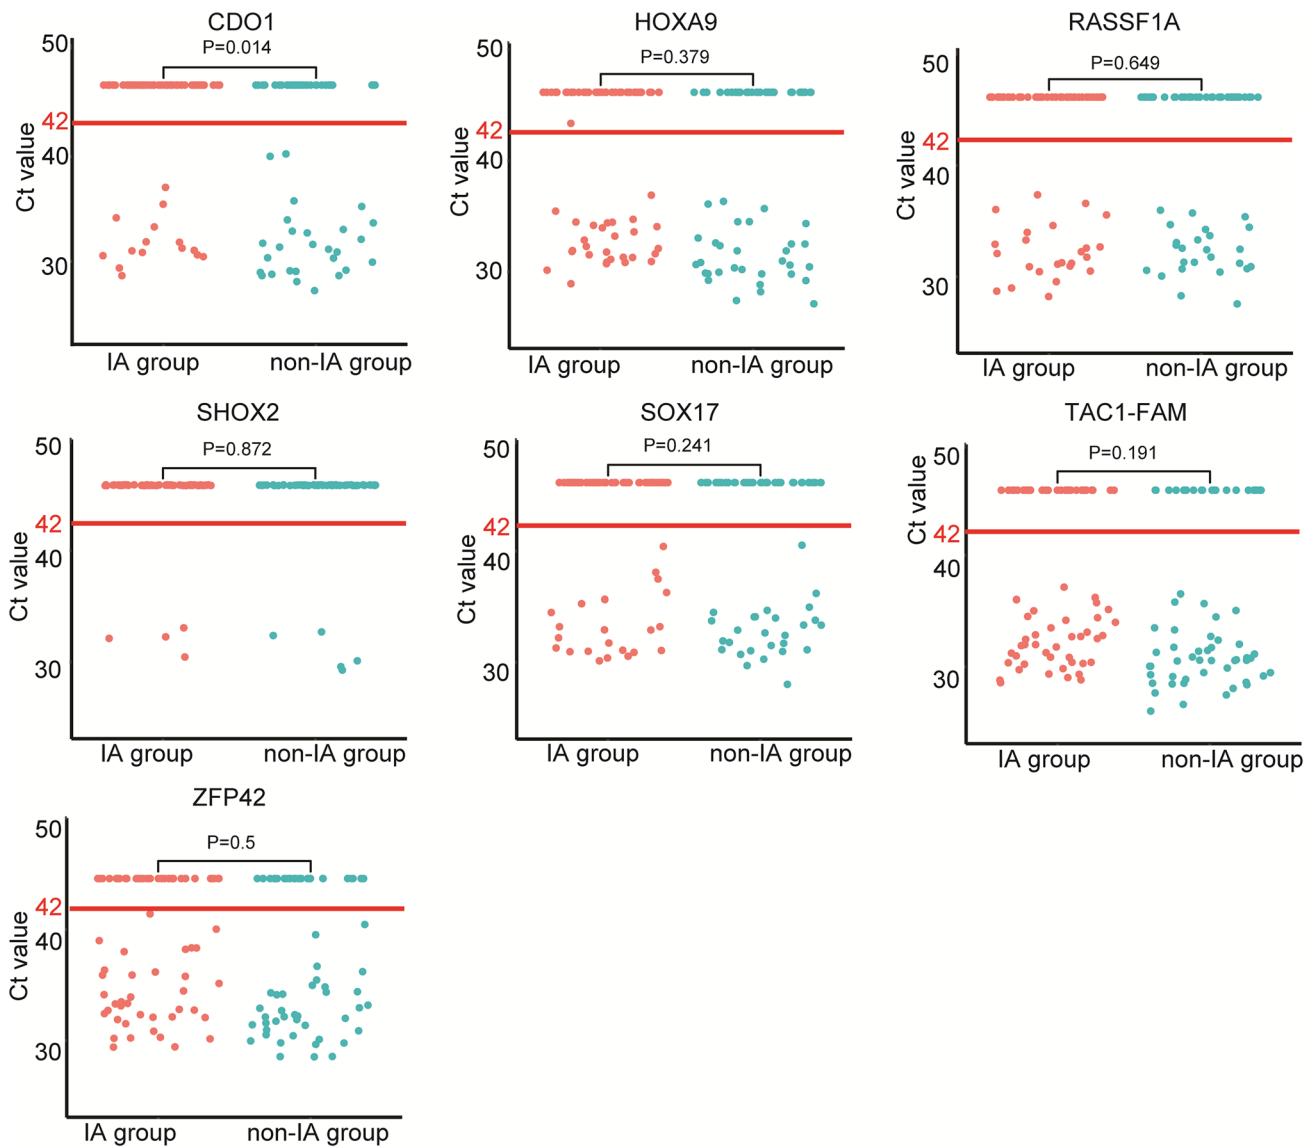 CDO1
P=0.014
50
42
40
30
Ct value
IA group
non-IA group
HOXA9
P=0.379
50
42
40
30
Ct value
IA group
non-IA group
RASSF1A
P=0.649
50
42
40
30
Ct value
IA group
non-IA group
SHOX2
P=0.872
50
42
40
30
Ct value
IA group
non-IA group
SOX17
P=0.241
50
42
40
30
Ct value
IA group
non-IA group
TAC1-FAM
P=0.191
50
42
40
30
Ct value
IA group
non-IA group
ZFP42
P=0.5
50
42
40
30
Ct value
IA group
non-IA group